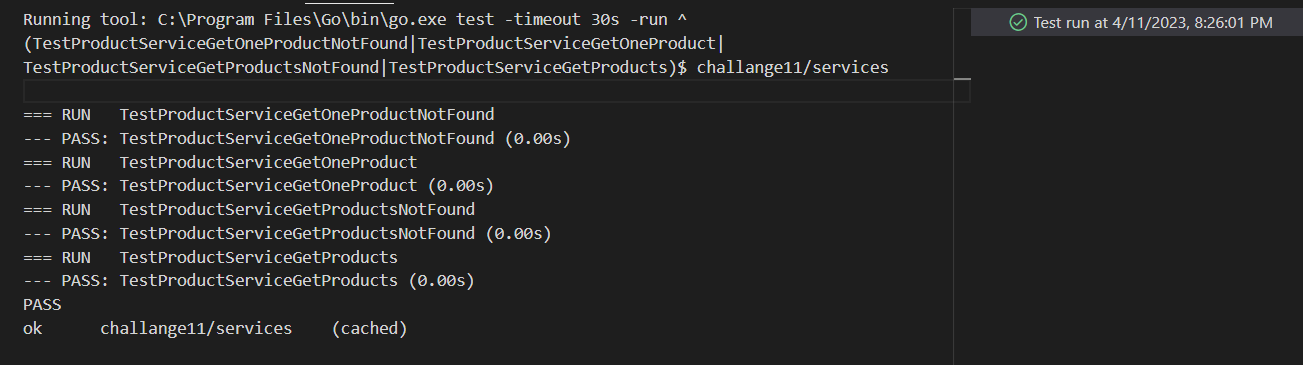 Running tool: C:\Program Files\Go\bin\go.exe test -timeout 30s -run ^
(TestProductServiceGetOneProductNotFound|TestProductServiceGetOneProduct|
TestProductServiceGetProductsNotFound|TestProductServiceGetProducts)$ challange11/services
=== RUN   TestProductServiceGetOneProductNotFound
--- PASS: TestProductServiceGetOneProductNotFound (0.00s)
=== RUN   TestProductServiceGetOneProduct
--- PASS: TestProductServiceGetOneProduct (0.00s)
=== RUN   TestProductServiceGetProductsNotFound
--- PASS: TestProductServiceGetProductsNotFound (0.00s)
=== RUN   TestProductServiceGetProducts
--- PASS: TestProductServiceGetProducts (0.00s)
PASS
ok      challange11/services    (cached)
Test run at 4/11/2023, 8:26:01 PM